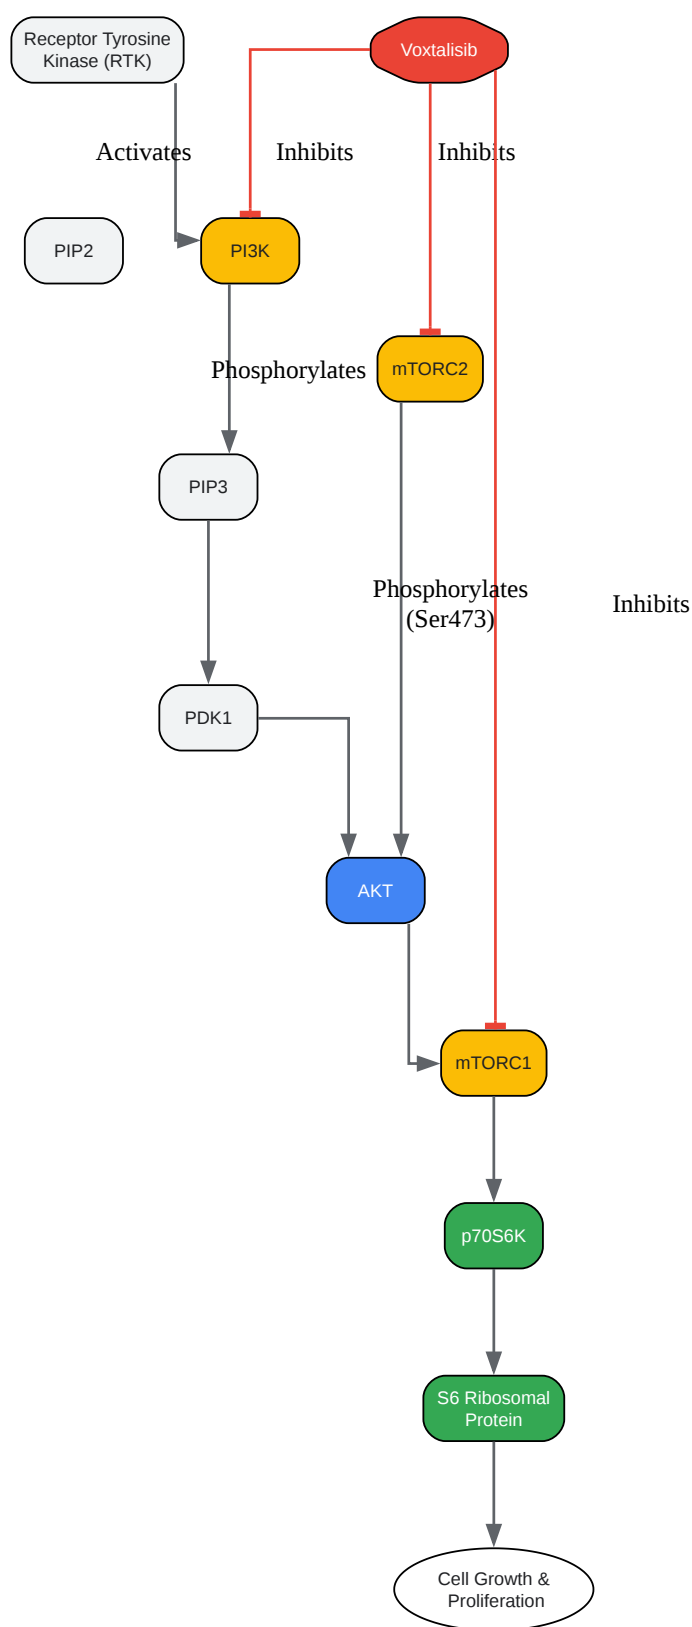 Receptor Tyrosine
Kinase (RTK)
Voxtalisib
Activates
Inhibits
Inhibits
PIP2
PI3K
Phosphorylates
mTORC2
PIP3
Phosphorylates
(Ser473)
Inhibits
PDK1
AKT
mTORC1
p70S6K
S6 Ribosomal
Protein
Cell Growth &
Proliferation